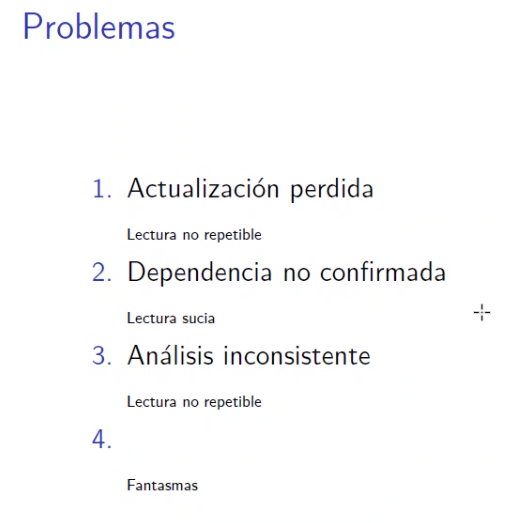 Problemas
1. Actualización perdida
Lectura no repetible
2. Dependencia no confirmada
Lectura sucia
3. Análisis inconsistente
Lectura no repetible
4.
Fantasmas